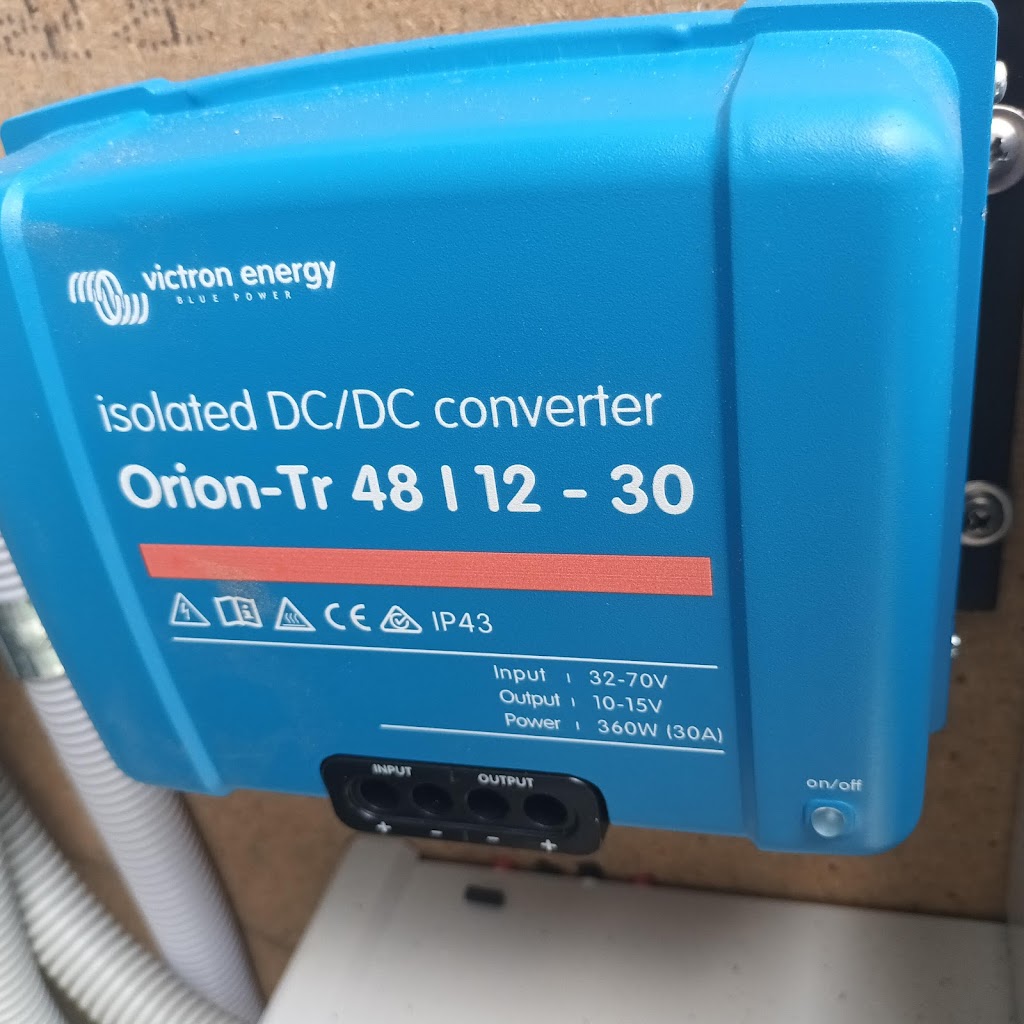 victron energy
BLUE POWER
isolated DC/DC converter
Orion-Tr 48 | 12 - 30
CE IP43
Input | 32-70V
Output | 10-15V
Power | 360W (30A)
INPUT OUTPUT
+ - - +
on/off